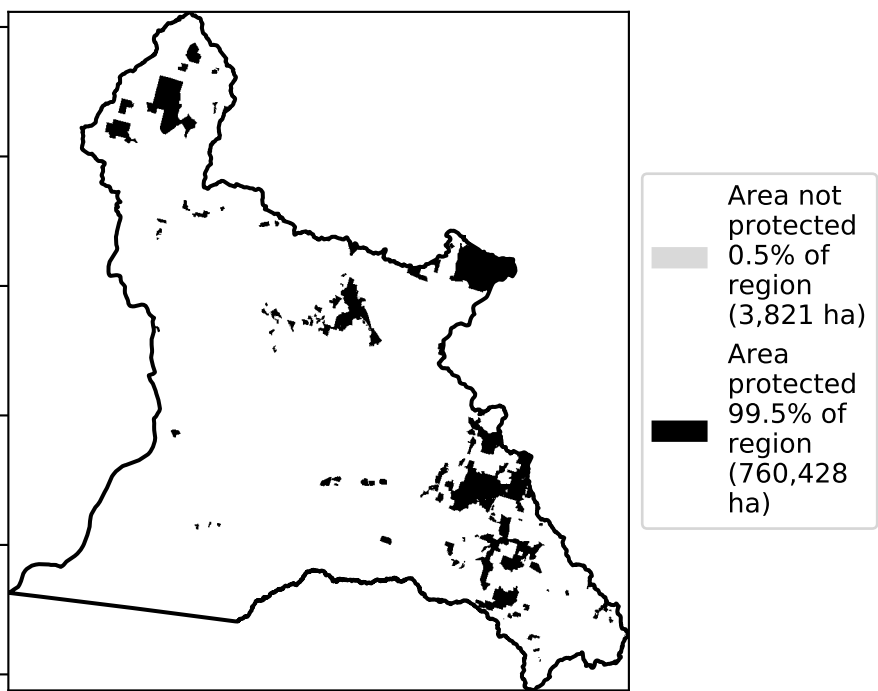 Area not
protected
0.5% of
region
(3,821 ha)
Area
protected
99.5% of
region
(760,428
ha)